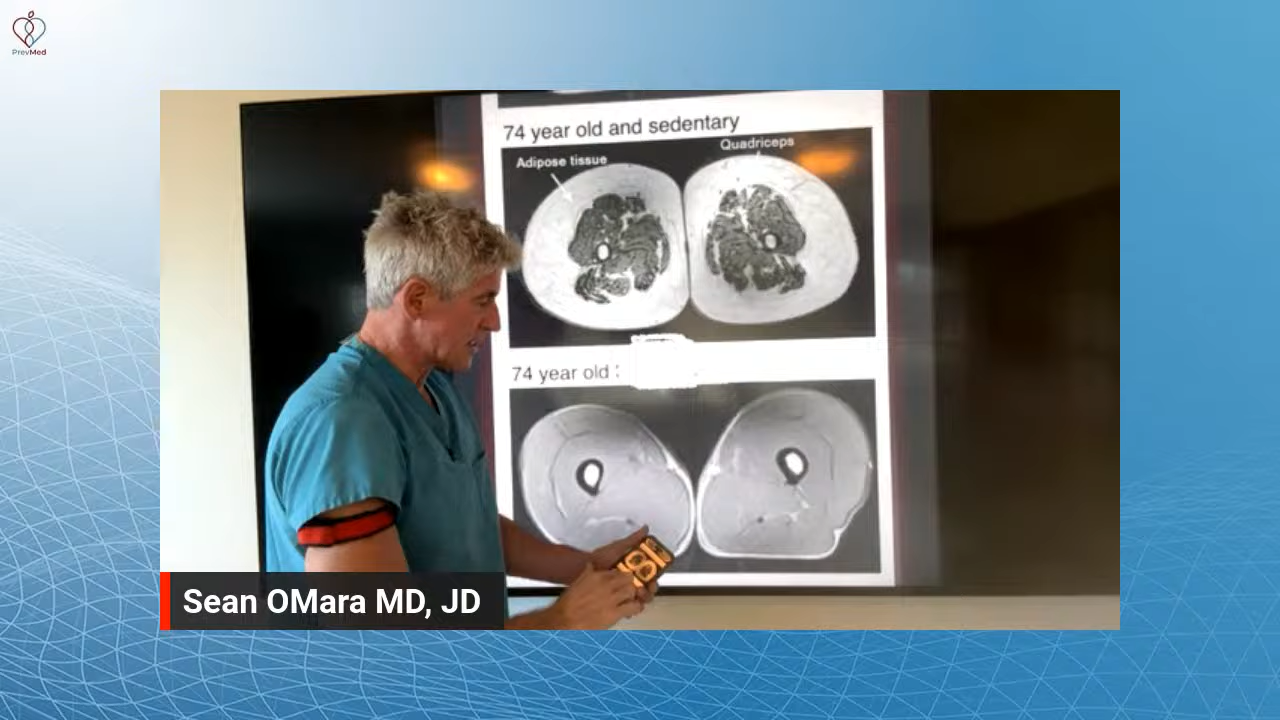 PrevMed
74 year old and sedentary
Adipose tissue
Quadriceps
74 year old :
Sean OMara MD, JD